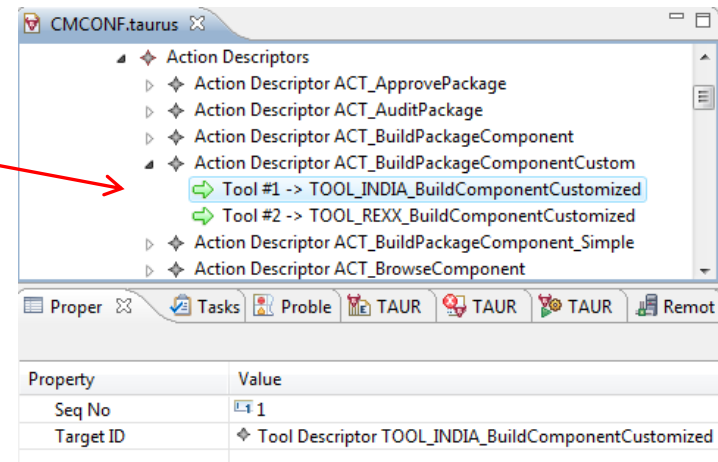 CMCONF.taurus
Action Descriptors
Action Descriptor ACT_ApprovePackage
Action Descriptor ACT_AuditPackage
Action Descriptor ACT_BuildPackageComponent
Action Descriptor ACT_BuildPackageComponentCustom
Tool #1 -> TOOL_INDIA_BuildComponentCustomized
Tool #2 -> TOOL_REXX_BuildComponentCustomized
Action Descriptor ACT_BuildPackageComponent_Simple
Action Descriptor ACT_BrowseComponent
Proper Tasks Proble TAUR TAUR TAUR Remot
Property Value
Seq No 1
Target ID Tool Descriptor TOOL_INDIA_BuildComponentCustomized